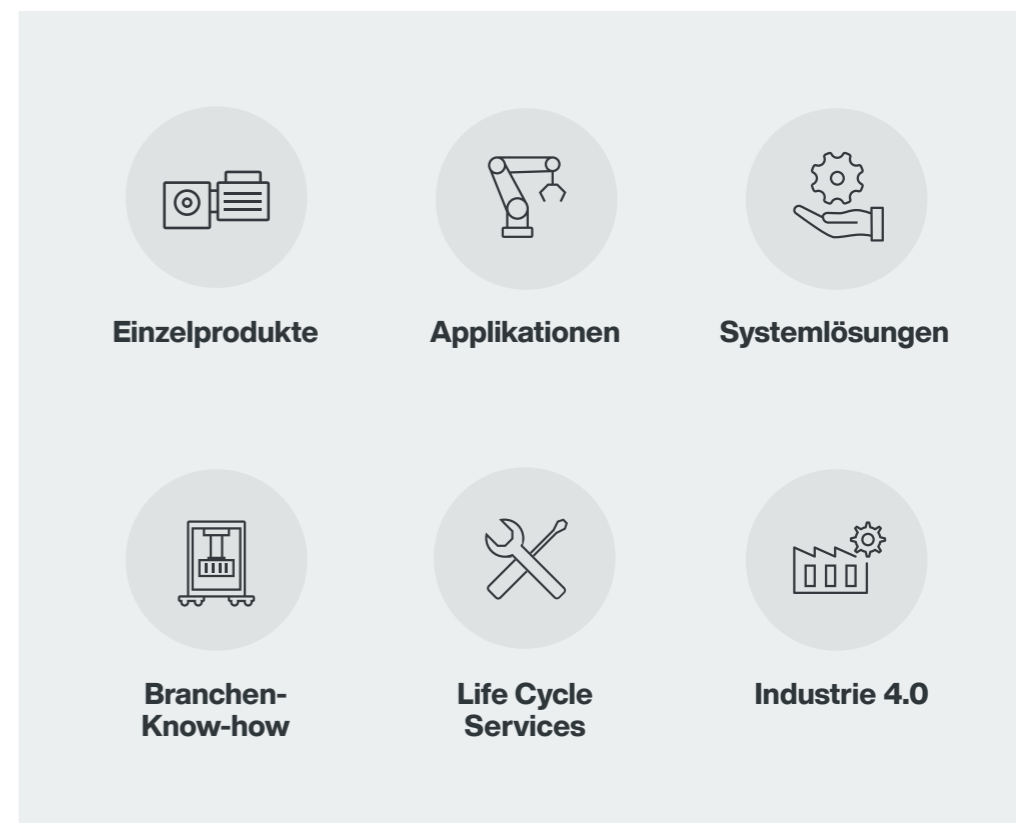 Einzelprodukte
Applikationen
Systemlösungen
Branchen-
Know-how
Life Cycle
Services
Industrie 4.0